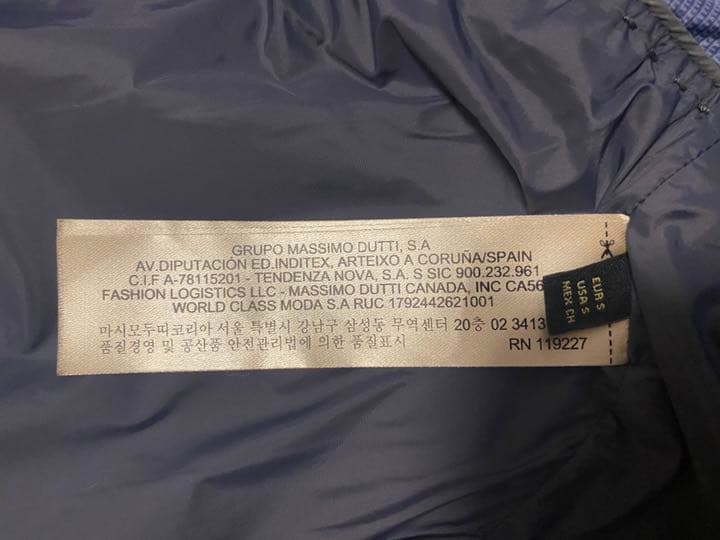 GRUPO MASSIMO DUTTI, S.A
AV.DIPUTACIÓN ED.INDITEX, ARTEIXO A CORUÑA/SPAIN
C.I.F A-78115201 - TENDENZA NOVA, S.A. S SIC 900.232.961
FASHION LOGISTICS LLC - MASSIMO DUTTI CANADA, INC CA56
WORLD CLASS MODA S.A RUC 1792442621001
마시모두띠코리아 서울 특별시 강남구 삼성동 무역센터 20층 02 3413
품질경영 및 공산품 안전관리법에 의한 품질표시
RN 119227
EUR S
USA S
MEX CH